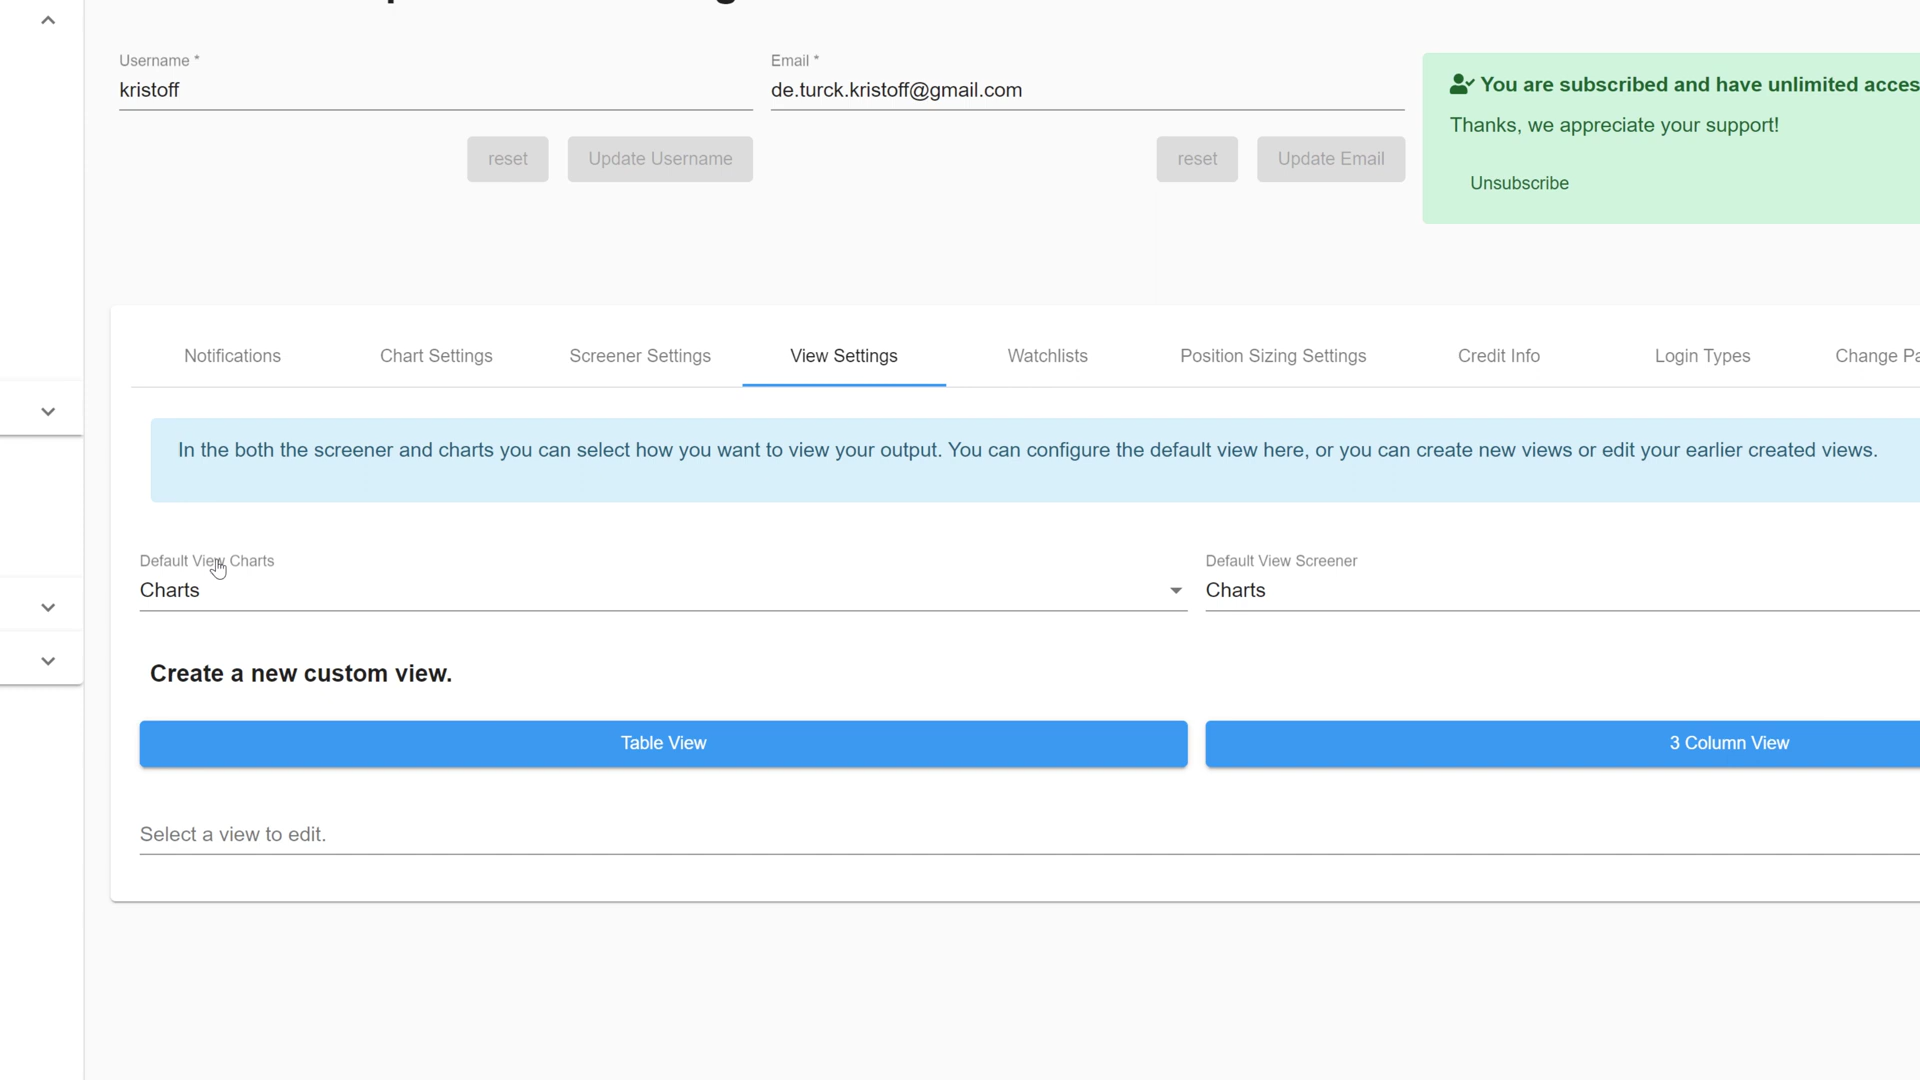 Username *
kristoff
Email *
de.turck.kristoff@gmail.com
You are subscribed and have unlimited
Thanks, we appreciate your support!
Unsubscribe
reset
Update Username
reset
Update Email
Notifications
Chart Settings
Screener Settings
View Settings
Watchlists
Position Sizing Settings
Credit Info
Login Types
Change
In the both the screener and charts you can select how you want to view your output. You can configure the default view here, or you can create new views or edit your earlier created views.
Default View Charts
Charts
Default View Screener
Charts
Create a new custom view.
Table View
3 Column View
Select a view to edit.